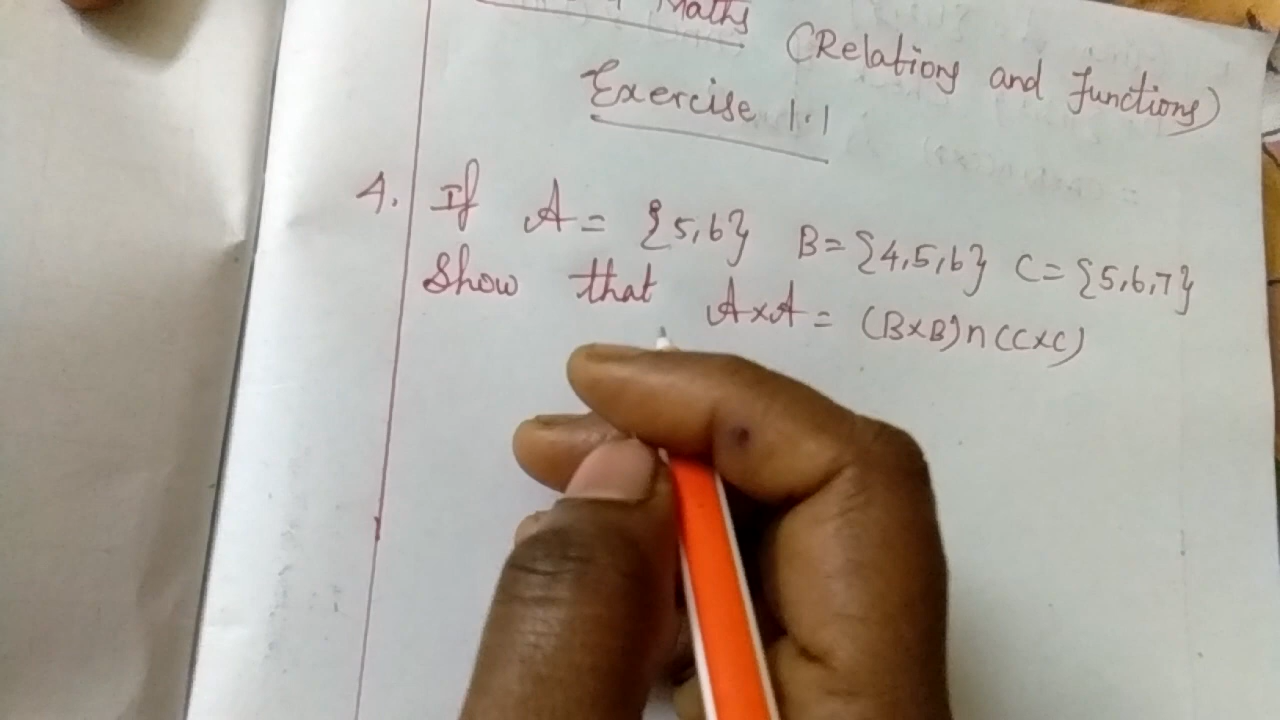 Maths
(Relations and functions)
Exercise 1.1
4. If A = {5,6} B = {4,5,6} C = {5,6,7}
Show that A×A = (B×B)∩(C×C)